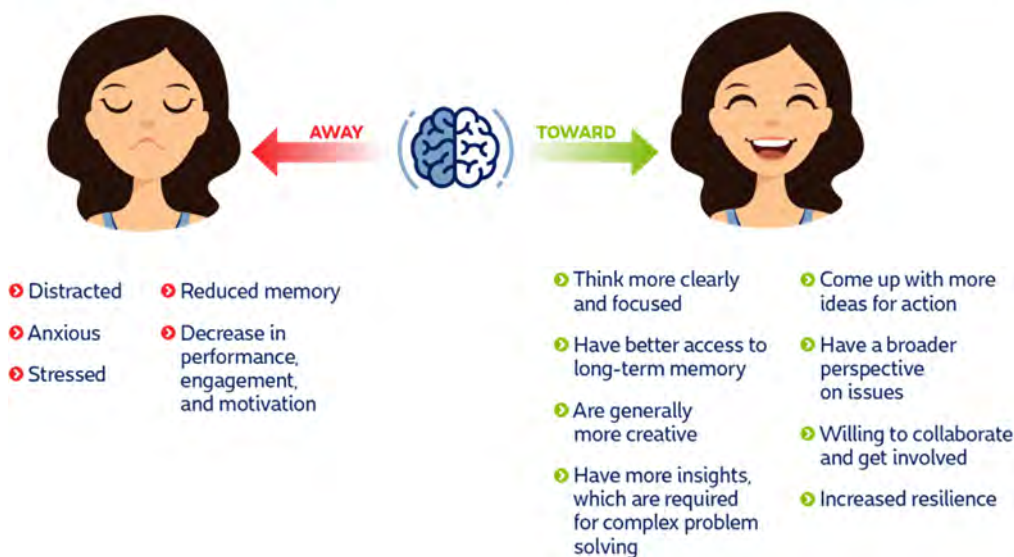 AWAY
TOWARD
Distracted
Anxious
Stressed
Reduced memory
Decrease in
performance,
engagement,
and motivation
Think more clearly
and focused
Have better access to
long-term memory
Are generally
more creative
Have more insights,
which are required
for complex problem
solving
Come up with more
ideas for action
Have a broader
perspective
on issues
Willing to collaborate
and get involved
Increased resilience